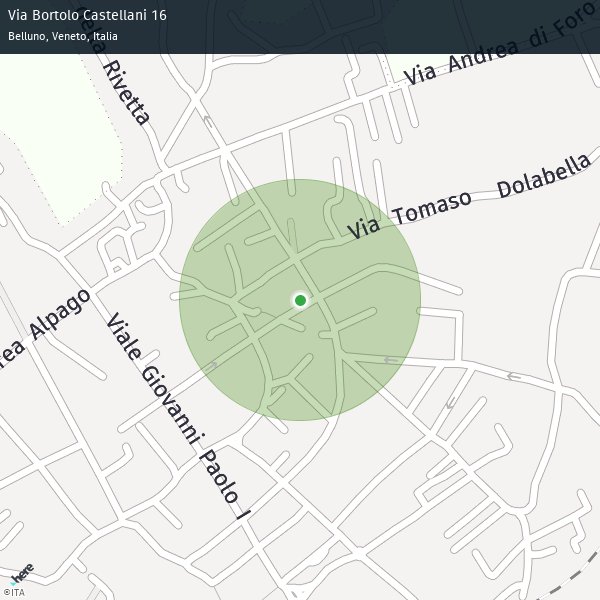 Via Bortolo Castellani 16
Belluno, Veneto, Italia
Rivetta
Via Andrea di Foro
Via Tomaso Dolabella
Alpago
Viale Giovanni Paolo I
here
©ITA